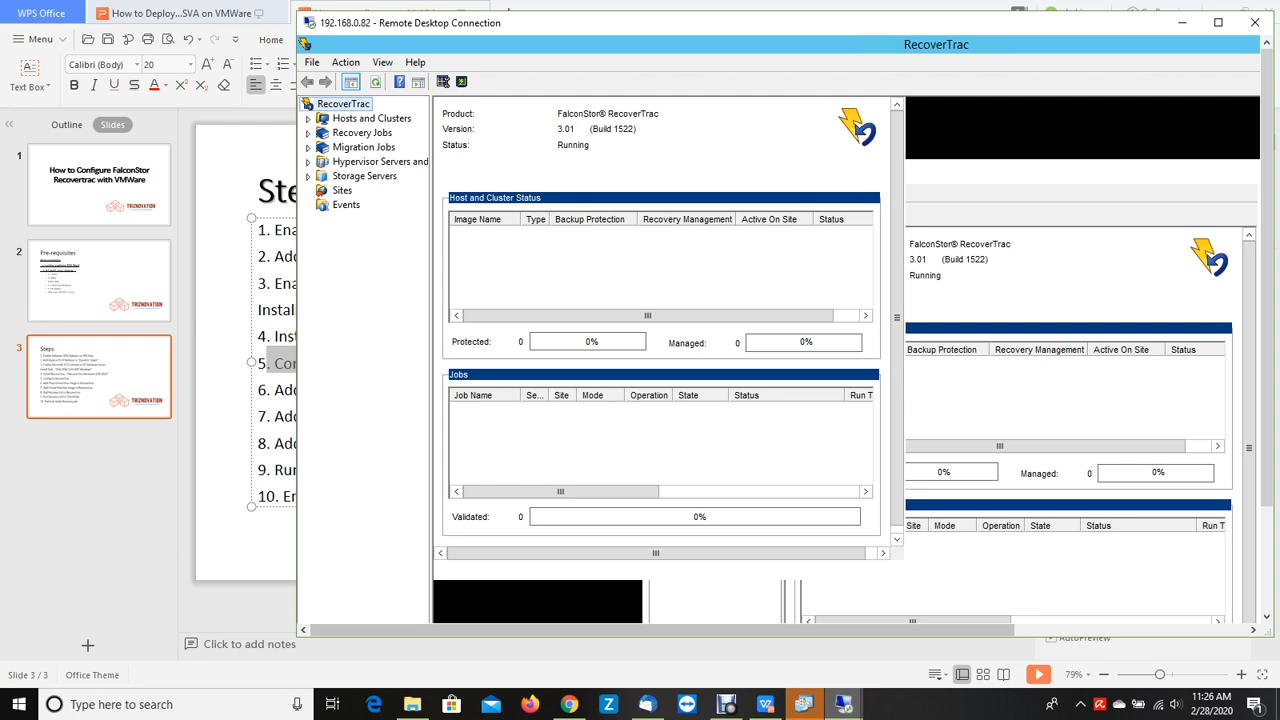 WPS Office
How to Deploy...SVA on VMWare
Menu
Home
Calibri (Body)
20
Text Box
Outline
Slides
1
How to Configure FalconStor
Recovertrac with VMWare
TRIZNOVATION
2
Pre-requisites
TRIZNOVATION
3
Steps
TRIZNOVATION
Ste
1. Ena
2. Add
3. Ena
Install
4. Inst
5. Con
6. Add
7. Add
8. Add
9. Run
10. En
Click to add notes
Slide 3 / 3
Office Theme
AutoPreview
79%
192.168.0.82 - Remote Desktop Connection
RecoverTrac
File
Action
View
Help
RecoverTrac
Hosts and Clusters
Recovery Jobs
Migration Jobs
Hypervisor Servers and
Storage Servers
Sites
Events
Product:
FalconStor® RecoverTrac
Version:
3.01 (Build 1522)
Status:
Running
Host and Cluster Status
Image Name
Type
Backup Protection
Recovery Management
Active On Site
Status
Protected:
0
0%
Managed:
0
0%
Jobs
Job Name
Se...
Site
Mode
Operation
State
Status
Run T
Validated:
0
0%
FalconStor® RecoverTrac
3.01 (Build 1522)
Running
Backup Protection
Recovery Management
Active On Site
Status
0%
Managed:
0
0%
Site
Mode
Operation
State
Status
Run T
Type here to search
11:26 AM
2/28/2020